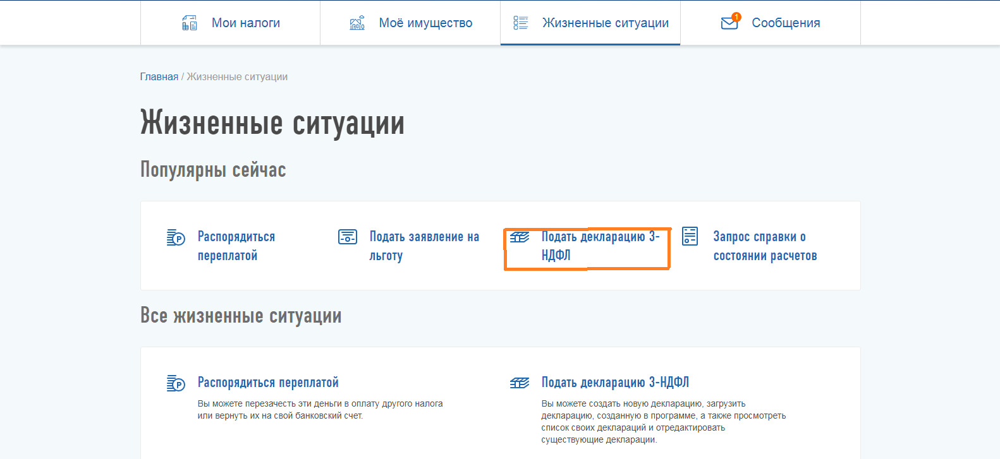 Мои налоги
Моё имущество
Жизненные ситуации
1
Сообщения
Главная / Жизненные ситуации
Жизненные ситуации
Популярны сейчас
Распорядиться
переплатой
Подать заявление на
льготу
Подать декларацию 3-
НДФЛ
Запрос справки о
состоянии расчетов
Все жизненные ситуации
Распорядиться переплатой
Вы можете перезачесть эти деньги в оплату другого налога
или вернуть их на свой банковский счет.
Подать декларацию 3-НДФЛ
Вы можете создать новую декларацию, загрузить
декларацию, созданную в программе, а также просмотреть
список своих деклараций и отредактировать
существующие декларации.